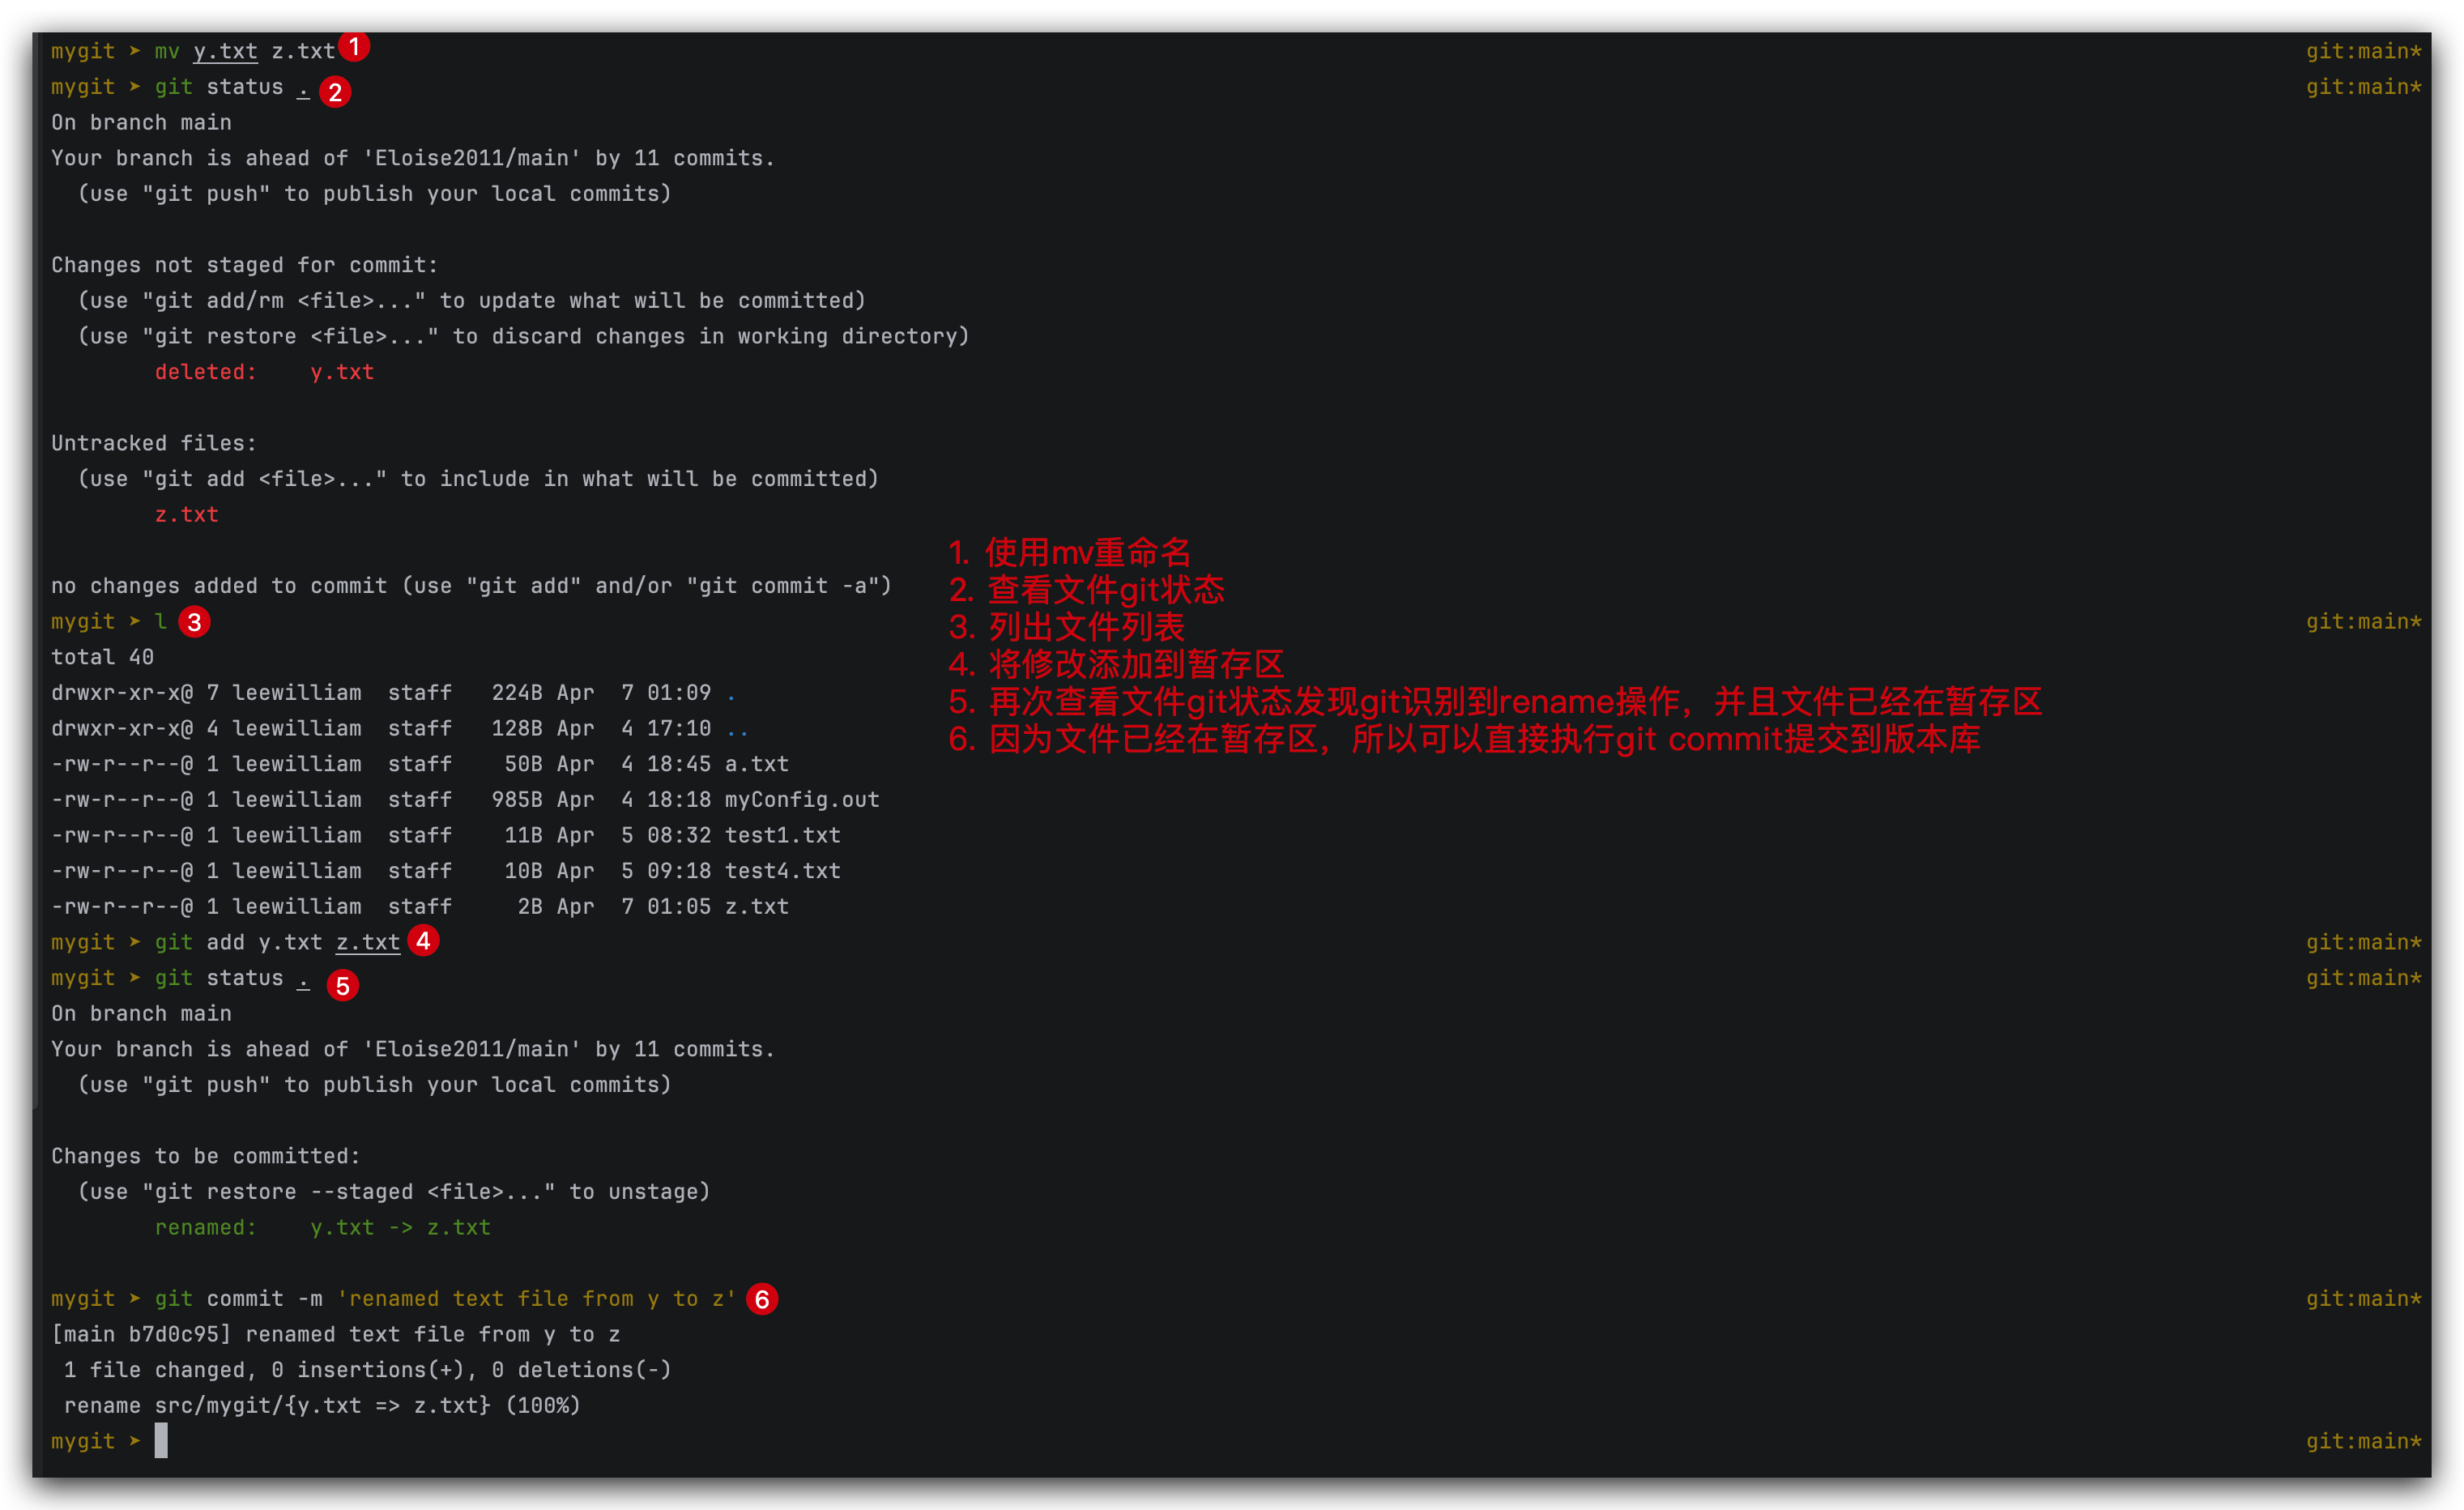 mygit ➤ mv y.txt z.txt 1 git:main*
mygit ➤ git status . 2 git:main*
On branch main
Your branch is ahead of 'Eloise2011/main' by 11 commits.
  (use "git push" to publish your local commits)

Changes not staged for commit:
  (use "git add/rm <file>..." to update what will be committed)
  (use "git restore <file>..." to discard changes in working directory)
        deleted:    y.txt

Untracked files:
  (use "git add <file>..." to include in what will be committed)
        z.txt

no changes added to commit (use "git add" and/or "git commit -a")
mygit ➤ l 3 git:main*
total 40
drwxr-xr-x@ 7 leewilliam  staff   224B Apr  7 01:09 .
drwxr-xr-x@ 4 leewilliam  staff   128B Apr  4 17:10 ..
-rw-r--r--@ 1 leewilliam  staff    50B Apr  4 18:45 a.txt
-rw-r--r--@ 1 leewilliam  staff   985B Apr  4 18:18 myConfig.out
-rw-r--r--@ 1 leewilliam  staff    11B Apr  5 08:32 test1.txt
-rw-r--r--@ 1 leewilliam  staff    10B Apr  5 09:18 test4.txt
-rw-r--r--@ 1 leewilliam  staff     2B Apr  7 01:05 z.txt
mygit ➤ git add y.txt z.txt 4 git:main*
mygit ➤ git status . 5 git:main*
On branch main
Your branch is ahead of 'Eloise2011/main' by 11 commits.
  (use "git push" to publish your local commits)

Changes to be committed:
  (use "git restore --staged <file>..." to unstage)
        renamed:    y.txt -> z.txt

mygit ➤ git commit -m 'renamed text file from y to z' 6 git:main*
[main b7d0c95] renamed text file from y to z
 1 file changed, 0 insertions(+), 0 deletions(-)
 rename src/mygit/{y.txt => z.txt} (100%)
mygit ➤ git:main*
1. 使用mv重命名
2. 查看文件git状态
3. 列出文件列表
4. 将修改添加到暂存区
5. 再次查看文件git状态发现git识别到rename操作，并且文件已经在暂存区
6. 因为文件已经在暂存区，所以可以直接执行git commit提交到版本库